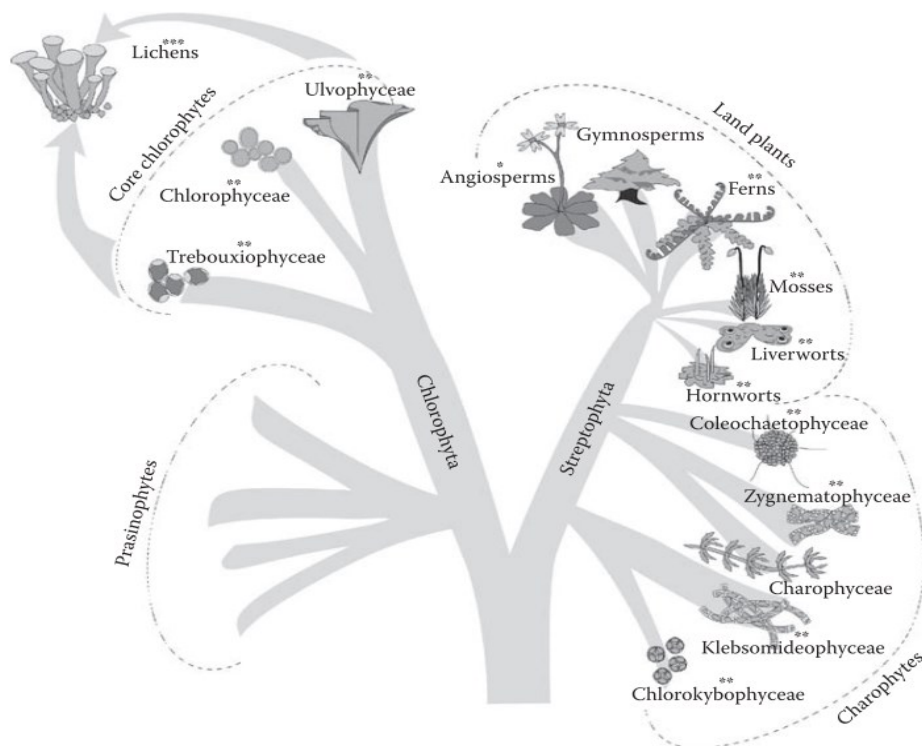 ***
Lichens
**
Ulvophyceae
Core chlorophytes
**
Chlorophyceae
**
Trebouxiophyceae
Prasinophytes
Chlorophyta
Streptophyta
Land plants
Gymnosperms
*
Angiosperms
**
Ferns
**
Mosses
**
Liverworts
**
Hornworts
**
Coleochaetophyceae
**
Zygnematophyceae
Charophyceae
**
Klebsomideophyceae
**
Chlorokybophyceae
Charophytes